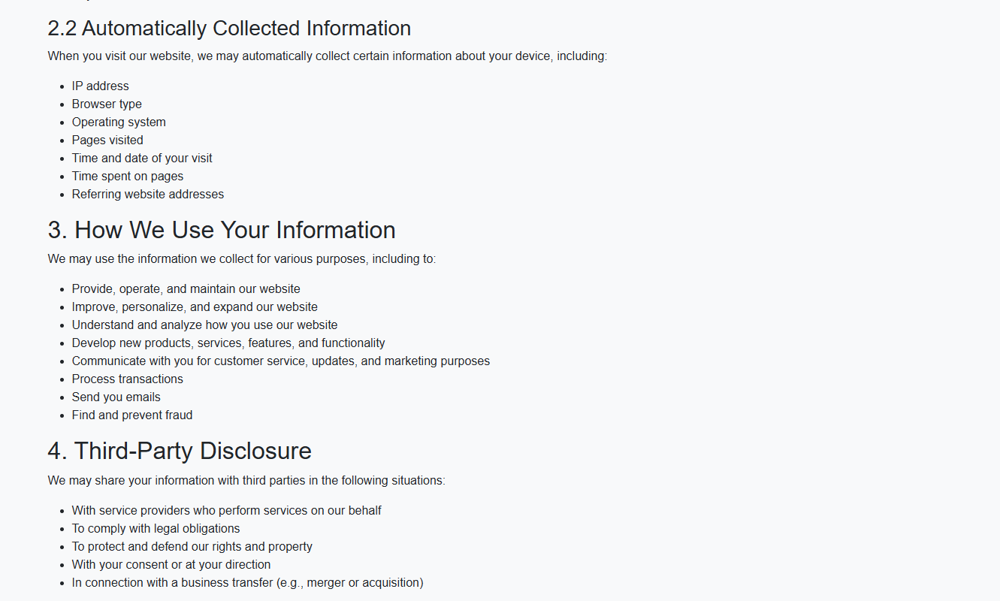 2.2 Automatically Collected Information
When you visit our website, we may automatically collect certain information about your device, including:
IP address
Browser type
Operating system
Pages visited
Time and date of your visit
Time spent on pages
Referring website addresses
3. How We Use Your Information
We may use the information we collect for various purposes, including to:
Provide, operate, and maintain our website
Improve, personalize, and expand our website
Understand and analyze how you use our website
Develop new products, services, features, and functionality
Communicate with you for customer service, updates, and marketing purposes
Process transactions
Send you emails
Find and prevent fraud
4. Third-Party Disclosure
We may share your information with third parties in the following situations:
With service providers who perform services on our behalf
To comply with legal obligations
To protect and defend our rights and property
With your consent or at your direction
In connection with a business transfer (e.g., merger or acquisition)